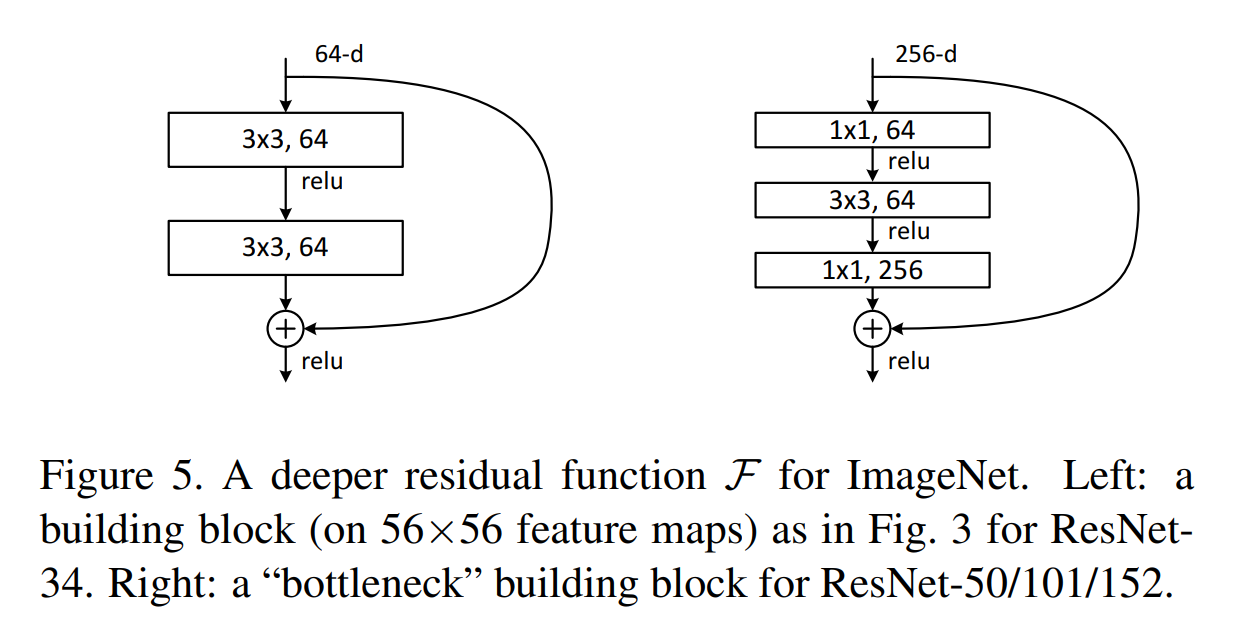 64-d
3x3, 64
relu
3x3, 64
relu
256-d
1x1, 64
relu
3x3, 64
relu
1x1, 256
relu
Figure 5. A deeper residual function ℱ for ImageNet. Left: a
building block (on 56×56 feature maps) as in Fig. 3 for ResNet-
34. Right: a “bottleneck” building block for ResNet-50/101/152.